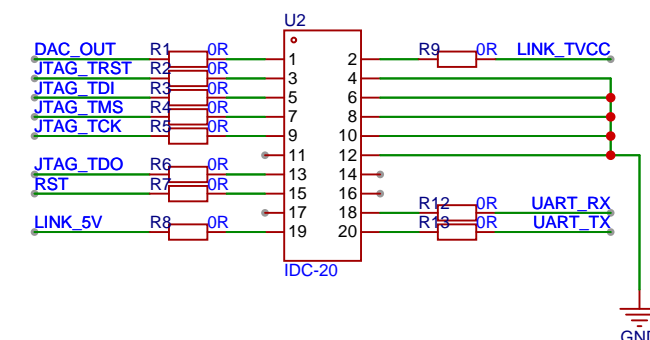 U2
DAC_OUT R1 0R 1 2 R9 0R LINK_TVCC
JTAG_TRST R2 0R 3 4
JTAG_TDI R3 0R 5 6
JTAG_TMS R4 0R 7 8
JTAG_TCK R5 0R 9 10
11 12
JTAG_TDO R6 0R 13 14
RST R7 0R 15 16
17 18 R12 0R UART_RX
LINK_5V R8 0R 19 20 R13 0R UART_TX
IDC-20
GND